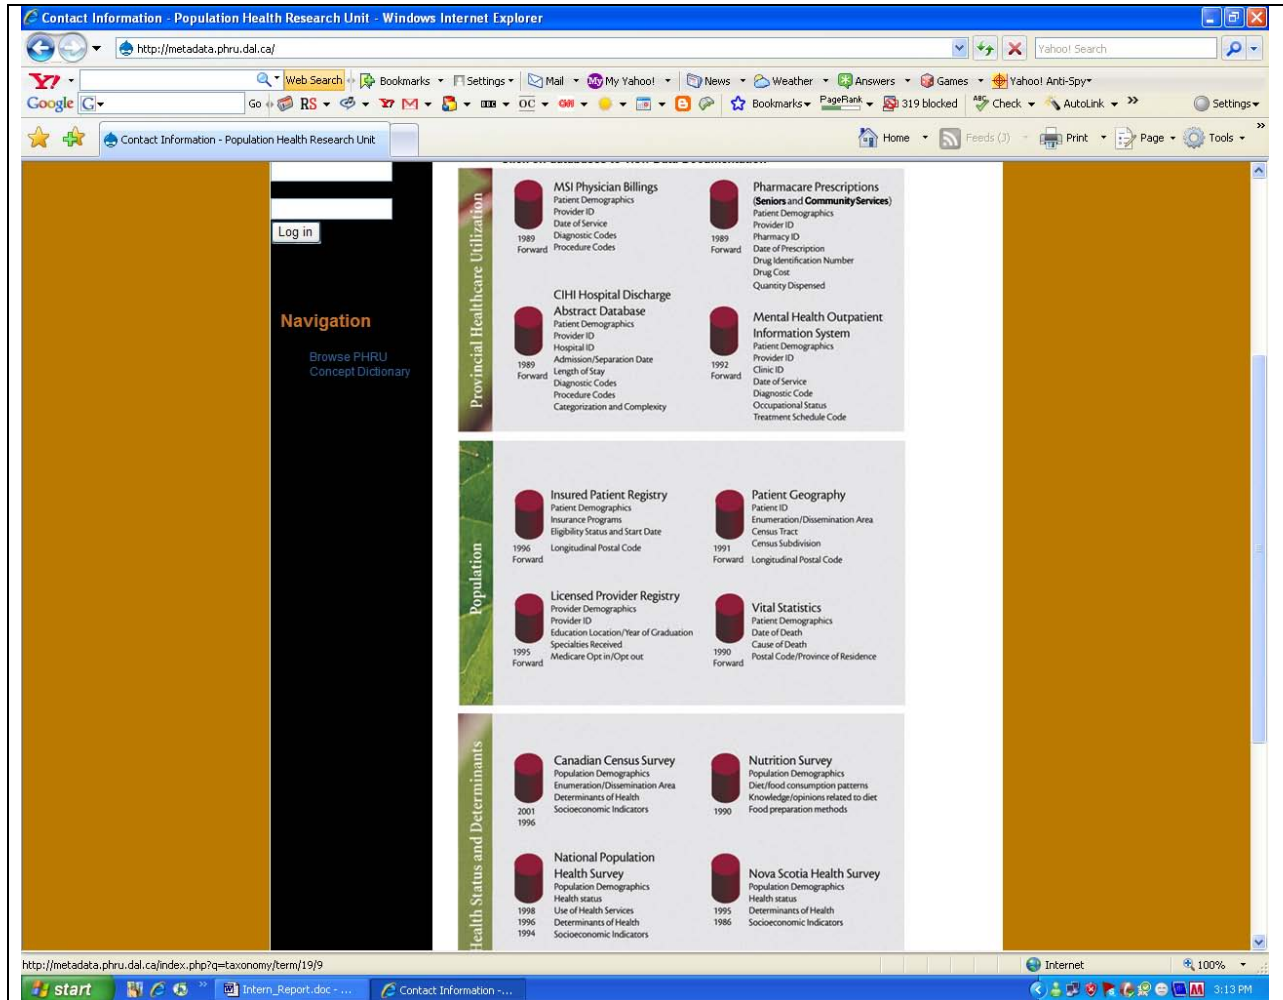 Contact Information - Population Health Research Unit - Windows Internet Explorer
http://metadata.phru.dal.ca/
Yahoo! Search
Y! Web Search Bookmarks Settings Mail My Yahoo! News Weather Answers Games Yahoo! Anti-Spy
Google G Go RS Y7 OC CNN Bookmarks PageRank 319 blocked Check AutoLink » Settings
Contact Information - Population Health Research Unit
Home Feeds (J) Print Page Tools »
Log in
Navigation
Browse PHRU
Concept Dictionary
Click on databases to View Data Documentation
Provincial Healthcare Utilization
MSI Physician Billings
Patient Demographics
Provider ID
Date of Service
Diagnostic Codes
Procedure Codes
1989
Forward
Pharmacare Prescriptions
(Seniors and Community Services)
Patient Demographics
Provider ID
Pharmacy ID
Date of Prescription
Drug Identification Number
Drug Cost
Quantity Dispensed
1989
Forward
CIHI Hospital Discharge
Abstract Database
Patient Demographics
Provider ID
Hospital ID
Admission/Separation Date
Length of Stay
Diagnostic Codes
Procedure Codes
Categorization and Complexity
1989
Forward
Mental Health Outpatient
Information System
Patient Demographics
Provider ID
Clinic ID
Date of Service
Diagnostic Code
Occupational Status
Treatment Schedule Code
1992
Forward
Population
Insured Patient Registry
Patient Demographics
Insurance Programs
Eligibility Status and Start Date
Longitudinal Postal Code
1996
Forward
Patient Geography
Patient ID
Enumeration/Dissemination Area
Census Tract
Census Subdivision
Longitudinal Postal Code
1991
Forward
Licensed Provider Registry
Provider Demographics
Provider ID
Education Location/Year of Graduation
Specialties Received
Medicare Opt in/Opt out
1995
Forward
Vital Statistics
Patient Demographics
Date of Death
Cause of Death
Postal Code/Province of Residence
1990
Forward
Health Status and Determinants
Canadian Census Survey
Population Demographics
Enumeration/Dissemination Area
Determinants of Health
Socioeconomic Indicators
2001
1996
Nutrition Survey
Population Demographics
Diet/food consumption patterns
Knowledge/opinions related to diet
Food preparation methods
1990
National Population
Health Survey
Population Demographics
Health status
Use of Health Services
Determinants of Health
Socioeconomic Indicators
1998
1996
1994
Nova Scotia Health Survey
Population Demographics
Health status
Determinants of Health
Socioeconomic Indicators
1995
1986
http://metadata.phru.dal.ca/index.php?q=taxonomy/term/19/9
Internet 100%
start » Intern_Report.doc - ... Contact Information -... 3:13 PM